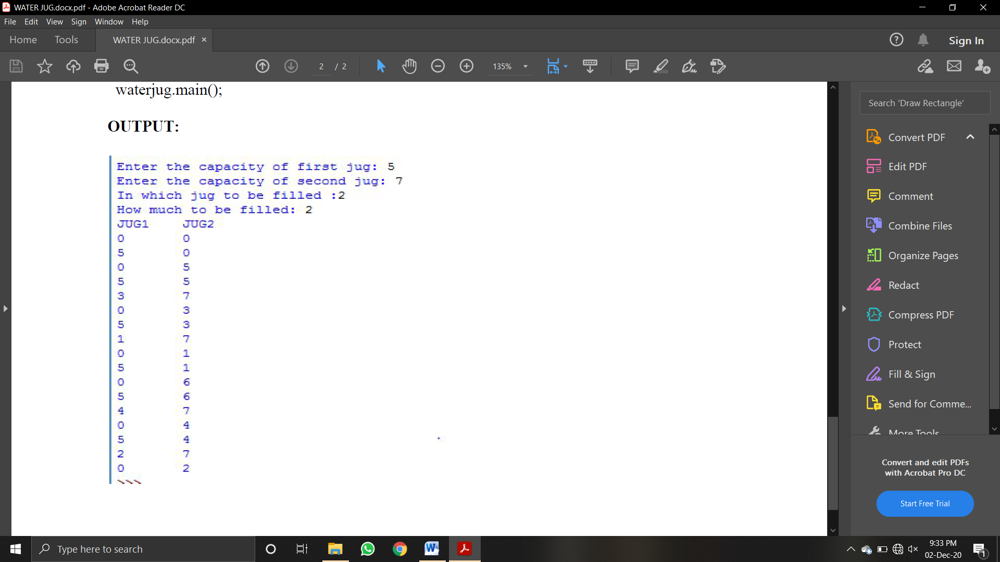 WATER JUG.docx.pdf - Adobe Acrobat Reader DC
File Edit View Sign Window Help
Home Tools WATER JUG.docx.pdf × Sign In
2 / 2 135%
waterjug.main();
OUTPUT:
Enter the capacity of first jug: 5
Enter the capacity of second jug: 7
In which jug to be filled :2
How much to be filled: 2
JUG1 JUG2
0 0
5 0
0 5
5 5
3 7
0 3
5 3
1 7
0 1
5 1
0 6
5 6
4 7
0 4
5 4
2 7
0 2
>>>
Search 'Draw Rectangle'
Convert PDF
Edit PDF
Comment
Combine Files
Organize Pages
Redact
Compress PDF
Protect
Fill & Sign
Send for Comme...
More Tools
Convert and edit PDFs
with Acrobat Pro DC
Start Free Trial
Type here to search
9:33 PM
02-Dec-20
1